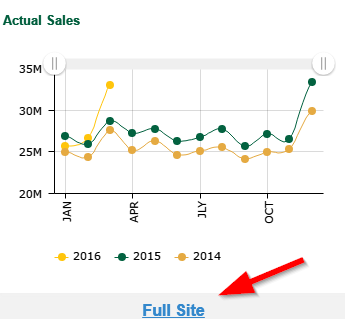 Actual Sales
35M
30M
25M
20M
JAN
APR
JLY
OCT
2016 2015 2014
Full Site